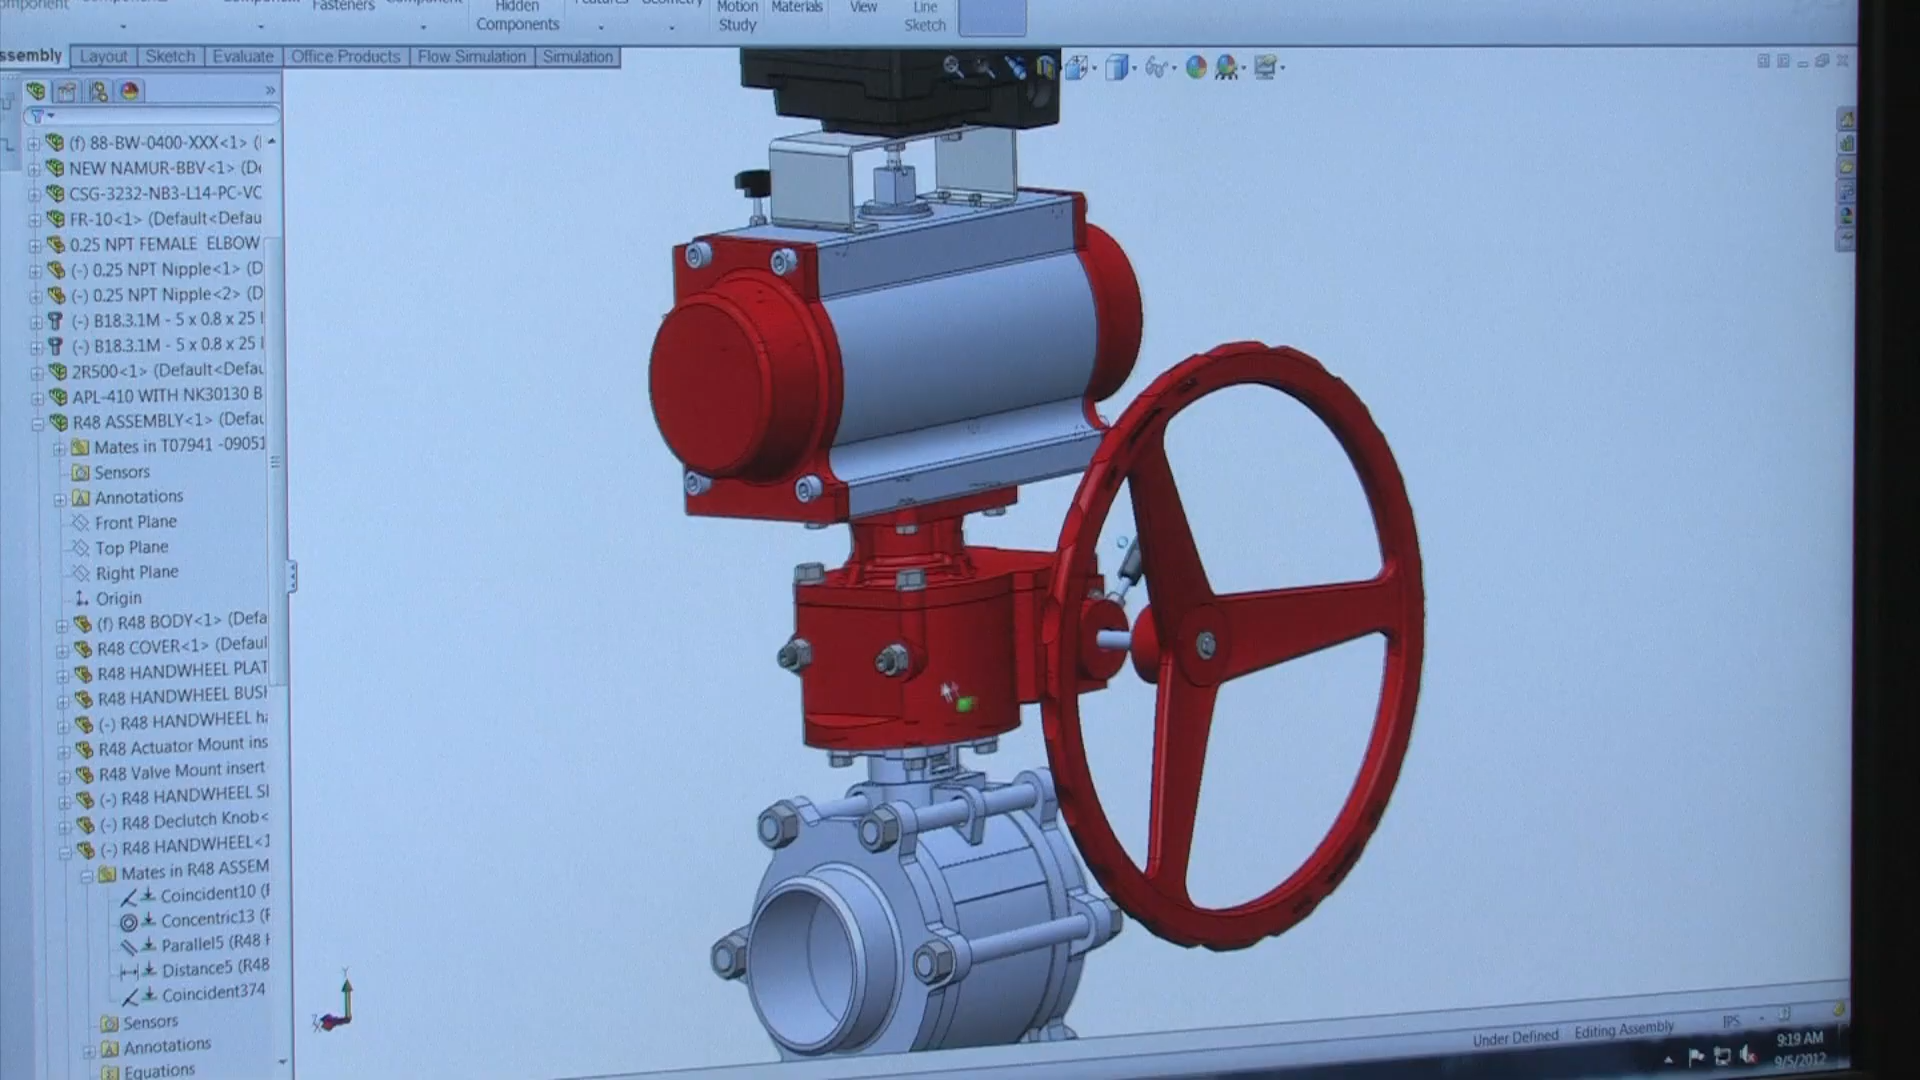 Fasteners
Hidden
Components
Motion
Study
Materials
View
Line
Sketch
ssembly Layout Sketch Evaluate Office Products Flow Simulation Simulation
(f) 88-BW-0400-XXX<1> (
NEW NAMUR-BBV<1> (De
CSG-3232-NB3-L14-PC-VC
FR-10<1> (Default<Defau
0.25 NPT FEMALE ELBOW
(-) 0.25 NPT Nipple<1> (D
(-) 0.25 NPT Nipple<2> (D
(-) B18.3.1M - 5 x 0.8 x 25
(-) B18.3.1M - 5 x 0.8 x 25
2R500<1> (Default<Defau
APL-410 WITH NK30130 B
R48 ASSEMBLY<1> (Defau
Mates in T07941 -09051
Sensors
Annotations
Front Plane
Top Plane
Right Plane
Origin
(f) R48 BODY<1> (Defa
R48 COVER<1> (Defaul
R48 HANDWHEEL PLAT
R48 HANDWHEEL BUSH
(-) R48 HANDWHEEL ha
R48 Actuator Mount ins
R48 Valve Mount insert
(-) R48 HANDWHEEL SI
(-) R48 Declutch Knob<
(-) R48 HANDWHEEL<1
Mates in R48 ASSEM
Coincident10 (
Concentric13 (F
Parallel5 (R48
Distance5 (R48
Coincident374
Sensors
Annotations
Equations
Under Defined Editing Assembly IPS
9:19 AM
9/5/2012